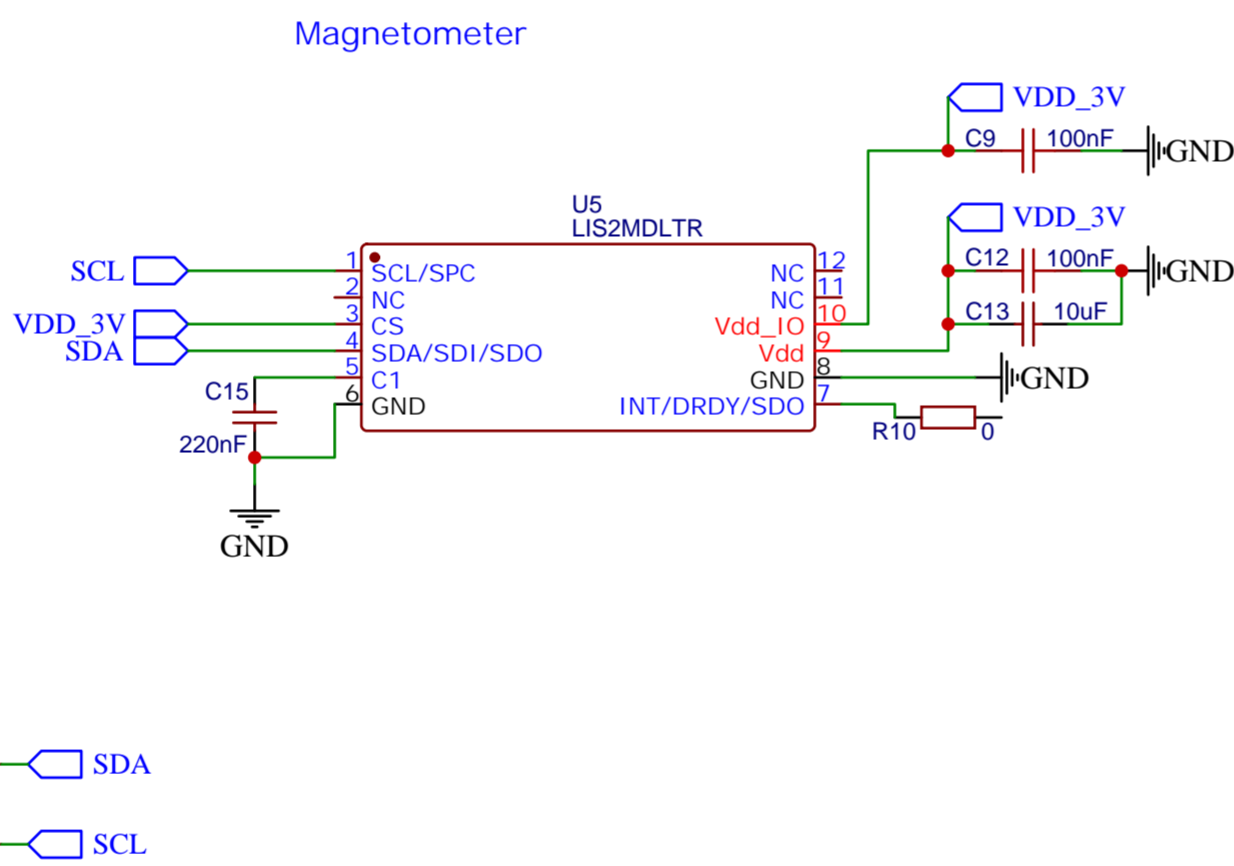 Magnetometer
VDD_3V
C9 100nF GND
U5
LIS2MDLTR
VDD_3V
C12 100nF GND
C13 10uF
SCL 1 SCL/SPC
2 NC
VDD_3V 3 CS
SDA 4 SDA/SDI/SDO
5 C1
6 GND
NC 12
NC 11
Vdd_IO 10
Vdd 9
GND 8 GND
INT/DRDY/SDO 7
R10 0
C15
220nF
GND
SDA
SCL